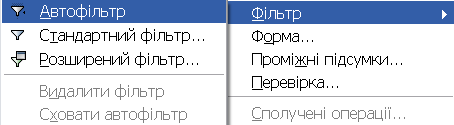 Автофільтр
Стандартний фільтр...
Розширений фільтр...
Видалити фільтр
Сховати автофільтр
Фільтр
Форма...
Проміжні підсумки...
Перевірка...
Сполучені операції...